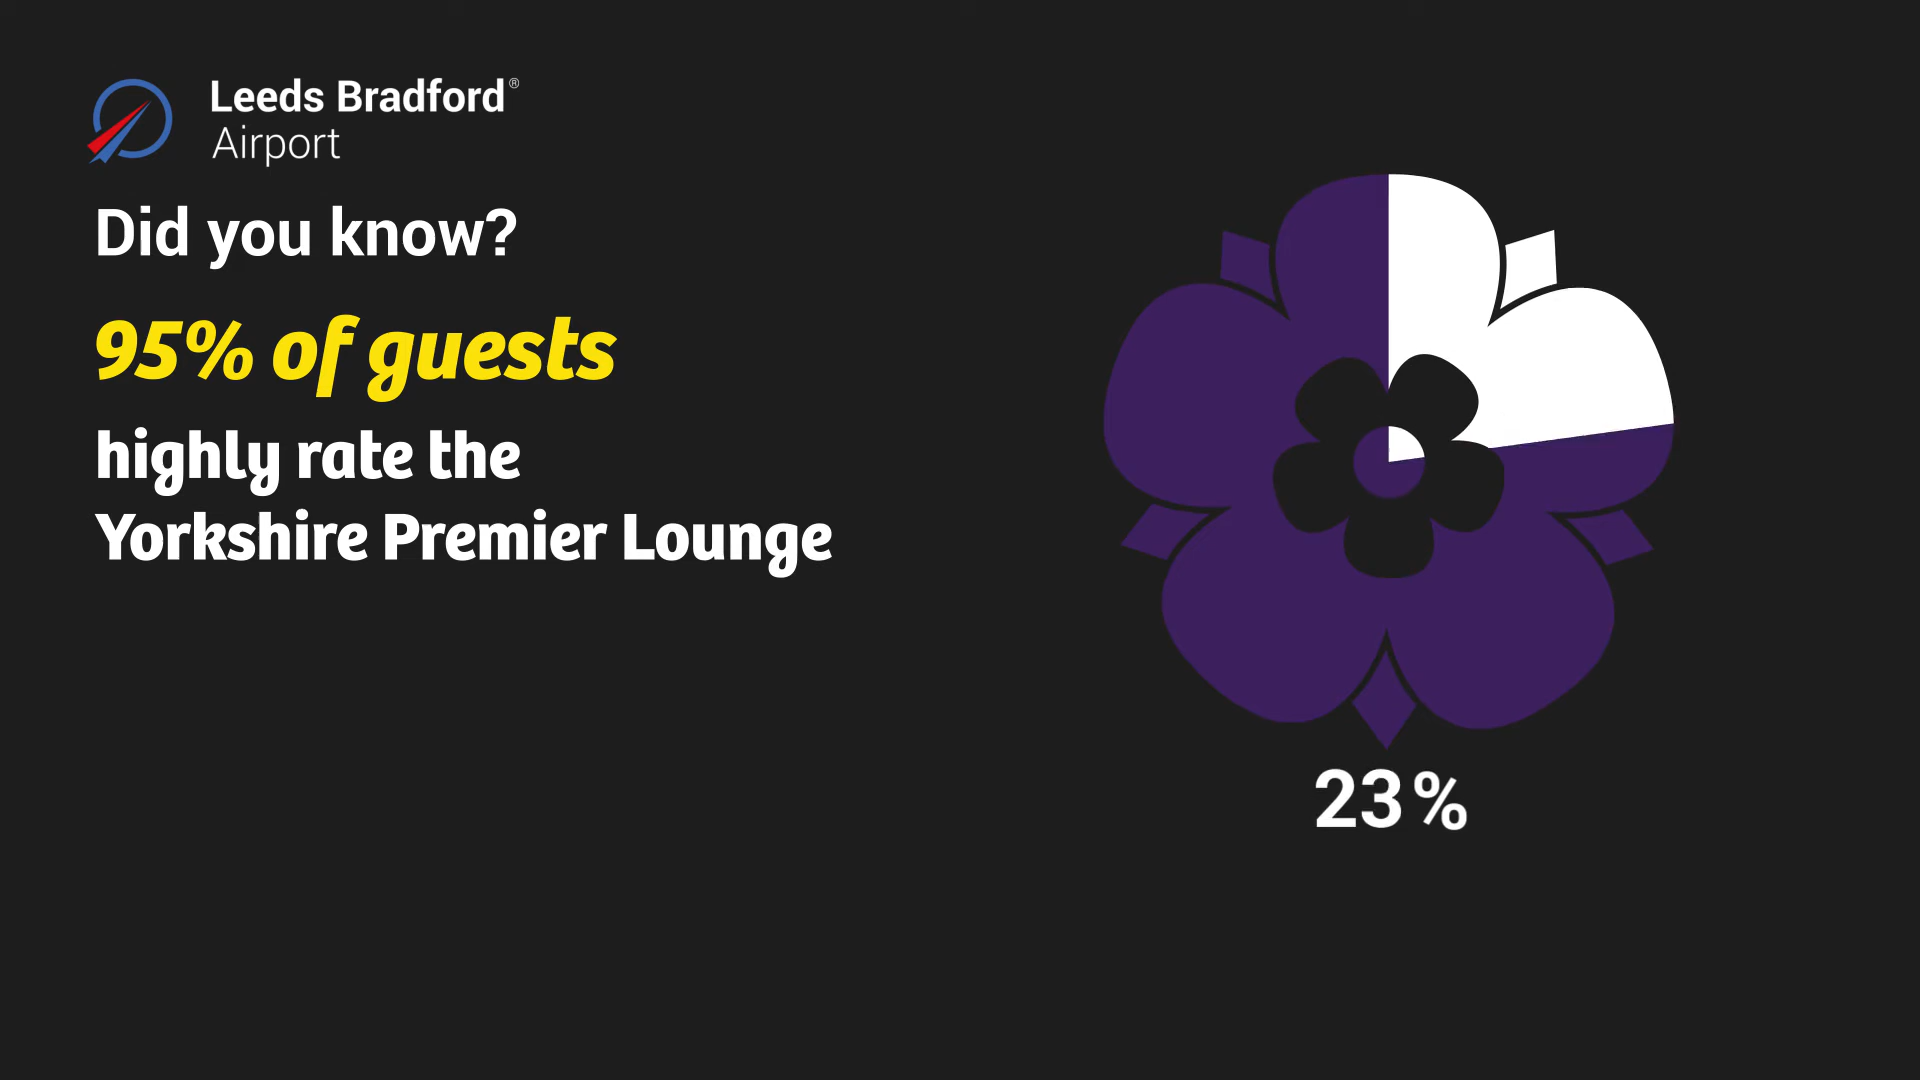 Leeds Bradford®
Airport
Did you know?
95% of guests
highly rate the
Yorkshire Premier Lounge
23%